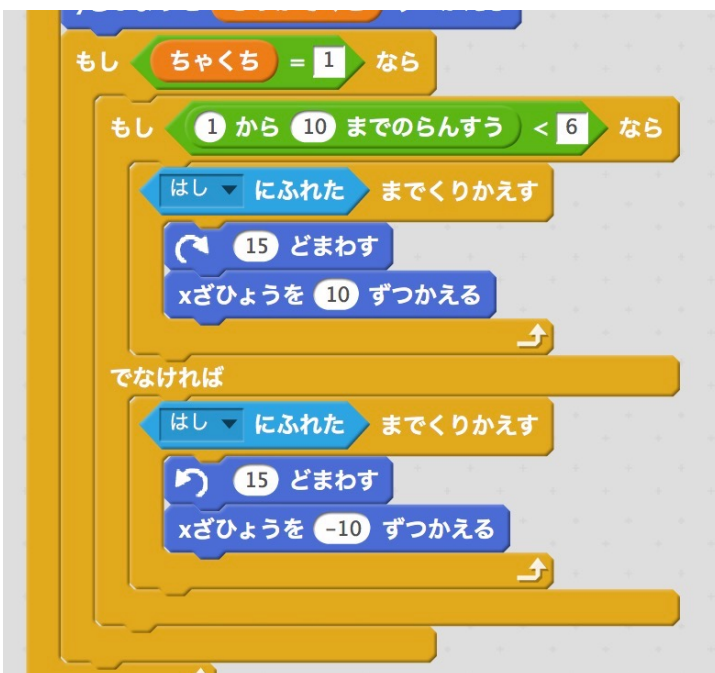 もし ちゃくち = 1 なら
もし 1 から 10 までのらんすう < 6 なら
はし にふれた までくりかえす
15 どまわす
xざひょうを 10 ずつかえる
でなければ
はし にふれた までくりかえす
15 どまわす
xざひょうを -10 ずつかえる